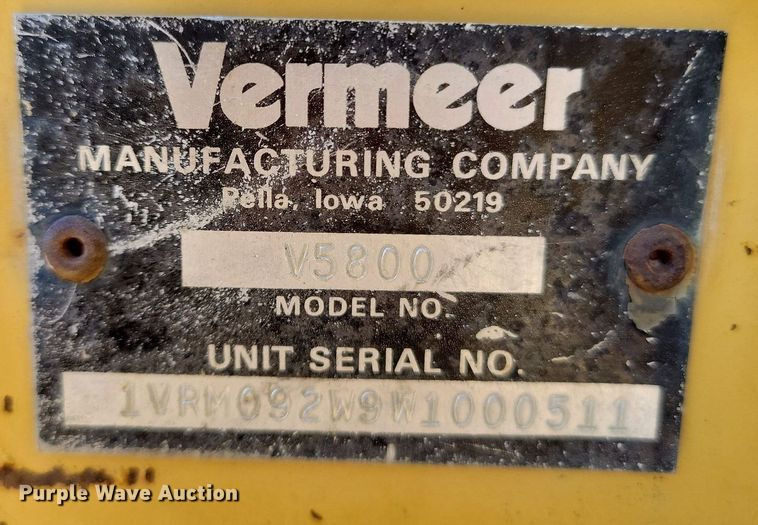 Vermeer
MANUFACTURING COMPANY
Pella, Iowa 50219
V5800
MODEL NO.
UNIT SERIAL NO.
1VRM092W9W1000511
Purple Wave Auction